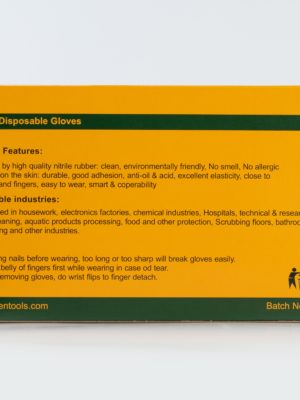 Disposable Gloves
Features:
by high quality nitrile rubber: clean, environmentally friendly, No smell, No allergic
on the skin: durable, good adhesion, anti-oil & acid, excellent elasticity, close to
and fingers, easy to wear, smart & coperability
ble industries:
ed in housework, electronics factories, chemical industries, Hospitals, technical & resear
aning, aquatic products processing, food and other protection, Scrubbing floors, bathroo
ng and other industries.
ng nails before wearing, too long or too sharp will break gloves easily.
belly of fingers first while wearing in case od tear.
emoving gloves, do wrist flips to finger detach.
entools.com
Batch No